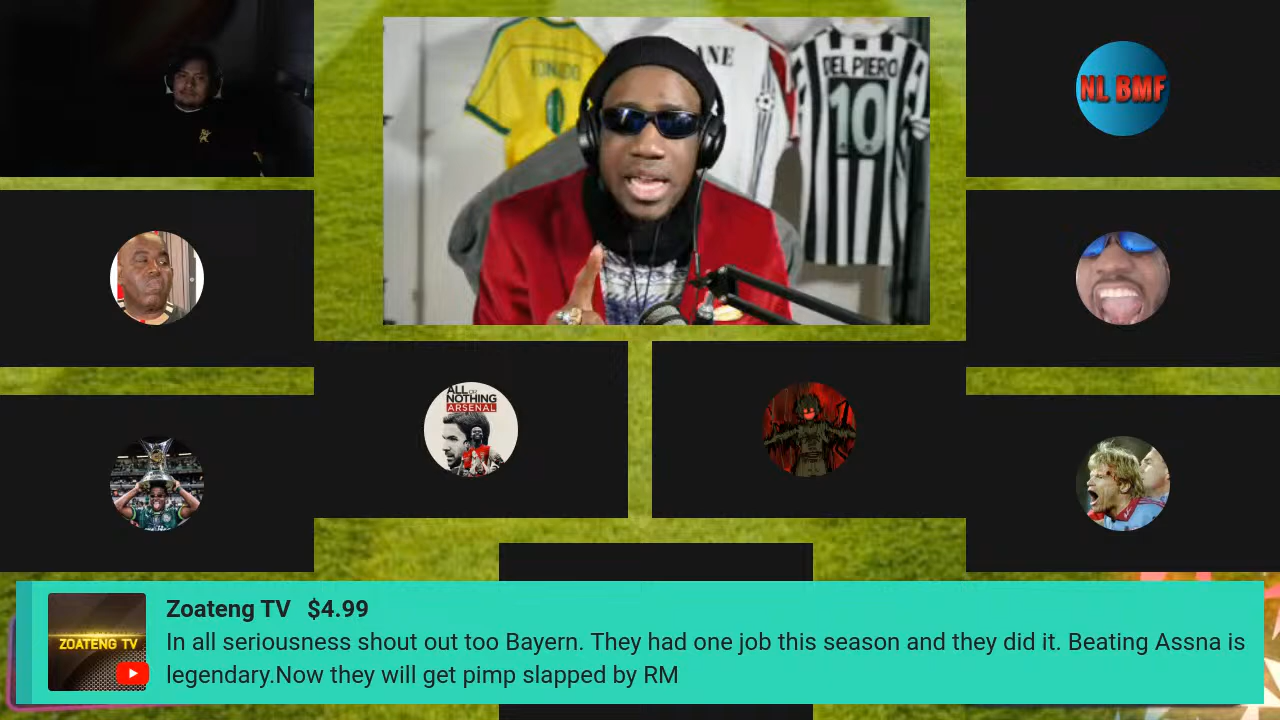 RONALDO
ANE
DEL PIERO
10
NL BMF
ALL OR
NOTHING
ARSENAL
ZOATENG TV
Zoateng TV $4.99
In all seriousness shout out too Bayern. They had one job this season and they did it. Beating Assna is
legendary.Now they will get pimp slapped by RM